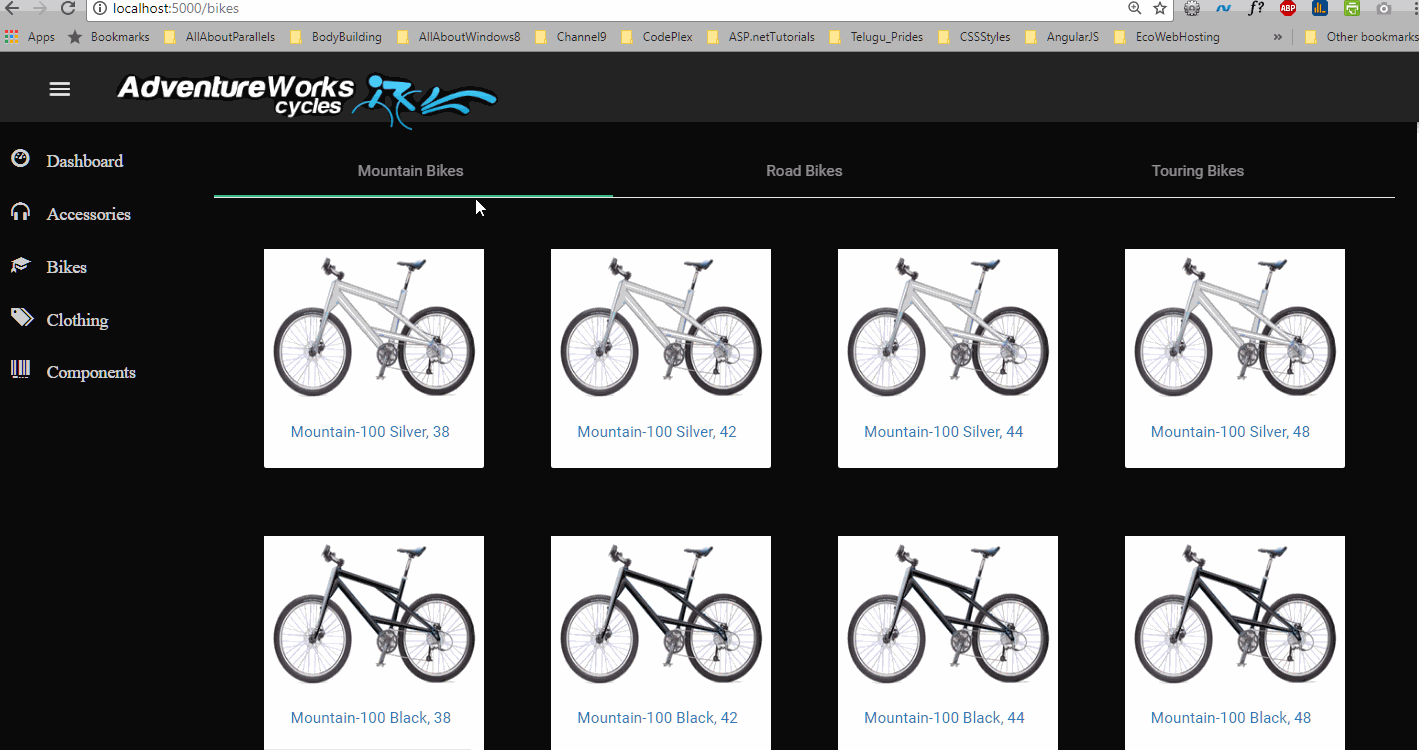 localhost:5000/bikes
f?
ABP
Apps Bookmarks AllAboutParallels BodyBuilding AllAboutWindows8 Channel9 CodePlex ASP.netTutorials Telugu_Prides CSSStyles AngularJS EcoWebHosting » Other bookmarks
AdventureWorks
cycles
Dashboard
Accessories
Bikes
Clothing
Components
Mountain Bikes Road Bikes Touring Bikes
Mountain-100 Silver, 38 Mountain-100 Silver, 42 Mountain-100 Silver, 44 Mountain-100 Silver, 48
Mountain-100 Black, 38 Mountain-100 Black, 42 Mountain-100 Black, 44 Mountain-100 Black, 48